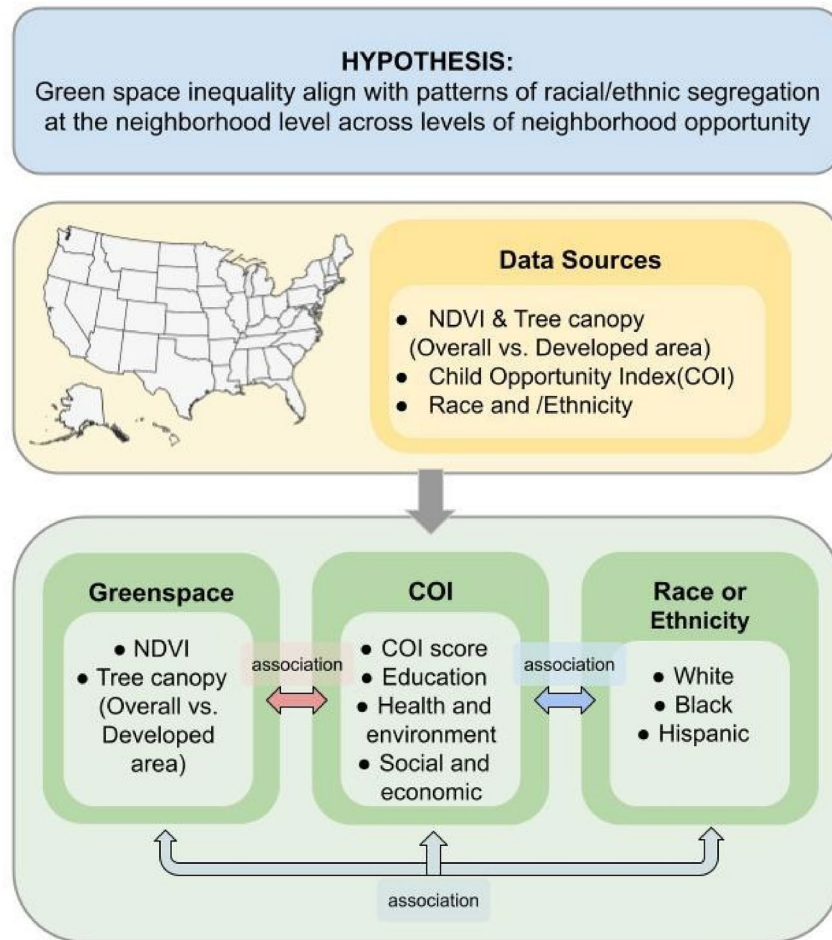 HYPOTHESIS:
Green space inequality align with patterns of racial/ethnic segregation
at the neighborhood level across levels of neighborhood opportunity
Data Sources
● NDVI & Tree canopy
(Overall vs. Developed area)
● Child Opportunity Index(COI)
● Race and /Ethnicity
Greenspace
● NDVI
● Tree canopy
(Overall vs.
Developed
area)
association
COI
● COI score
● Education
● Health and
environment
● Social and
economic
association
Race or
Ethnicity
● White
● Black
● Hispanic
association